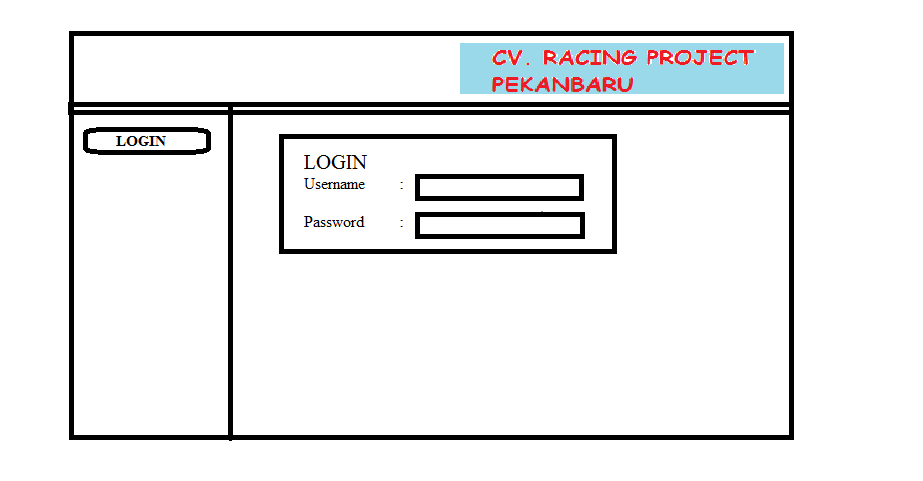 CV. RACING PROJECT
PEKANBARU
LOGIN
LOGIN
Username :
Password :